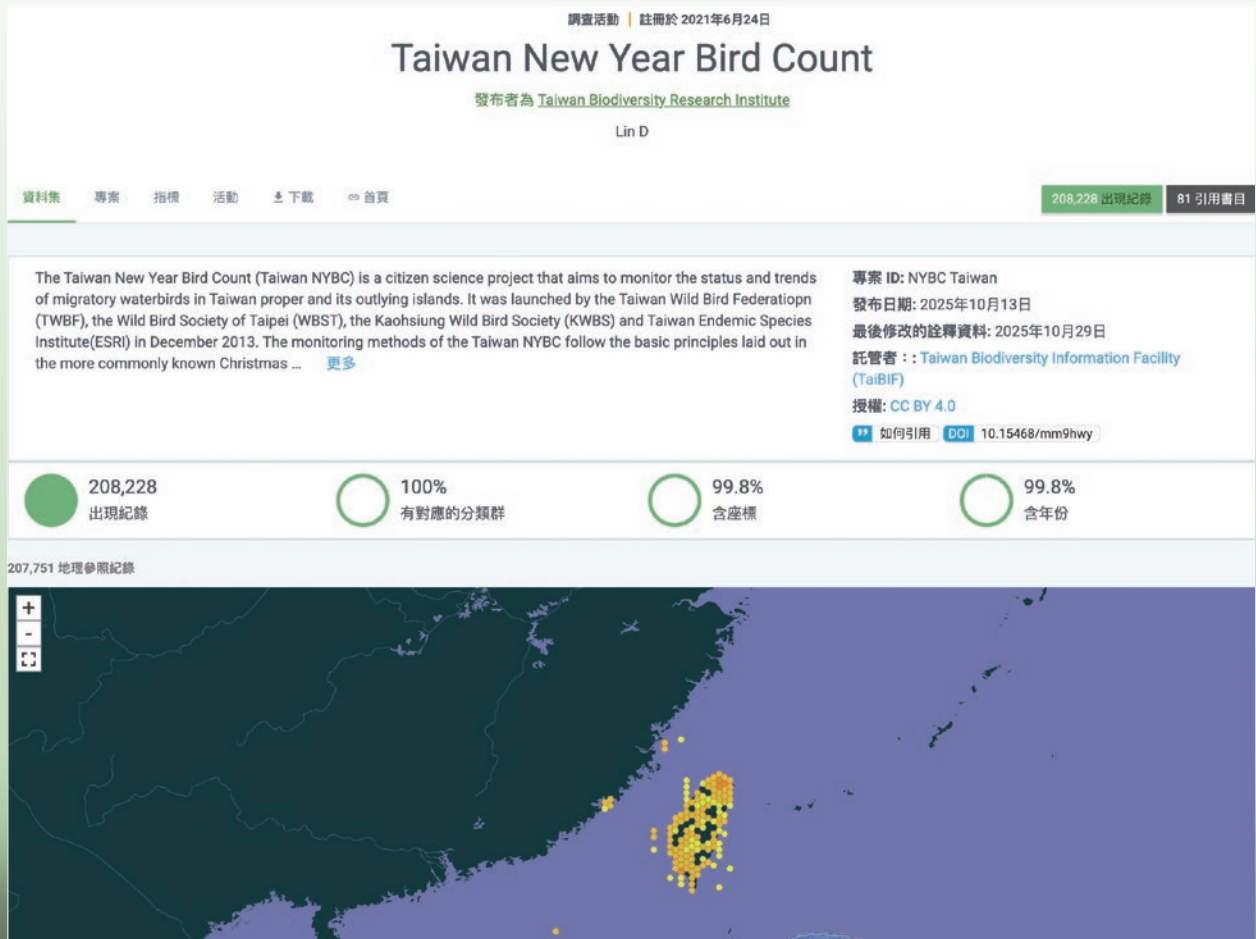 調查活動 | 註冊於 2021年6月24日
Taiwan New Year Bird Count
發布者為 Taiwan Biodiversity Research Institute
Lin D
資料集 專案 指標 活動 下載 首頁 208,228 出現紀錄 81 引用書目
The Taiwan New Year Bird Count (Taiwan NYBC) is a citizen science project that aims to monitor the status and trends
of migratory waterbirds in Taiwan proper and its outlying islands. It was launched by the Taiwan Wild Bird Federatiopn
(TWBF), the Wild Bird Society of Taipei (WBST), the Kaohsiung Wild Bird Society (KWBS) and Taiwan Endemic Species
Institute(ESRI) in December 2013. The monitoring methods of the Taiwan NYBC follow the basic principles laid out in
the more commonly known Christmas ... 更多
專案 ID: NYBC Taiwan
發布日期: 2025年10月13日
最後修改的詮釋資料: 2025年10月29日
託管者：: Taiwan Biodiversity Information Facility
(TaiBIF)
授權: CC BY 4.0
如何引用 DOI 10.15468/mm9hwy
208,228
出現紀錄
100%
有對應的分類群
99.8%
含座標
99.8%
含年份
207,751 地理參照紀錄
+
-